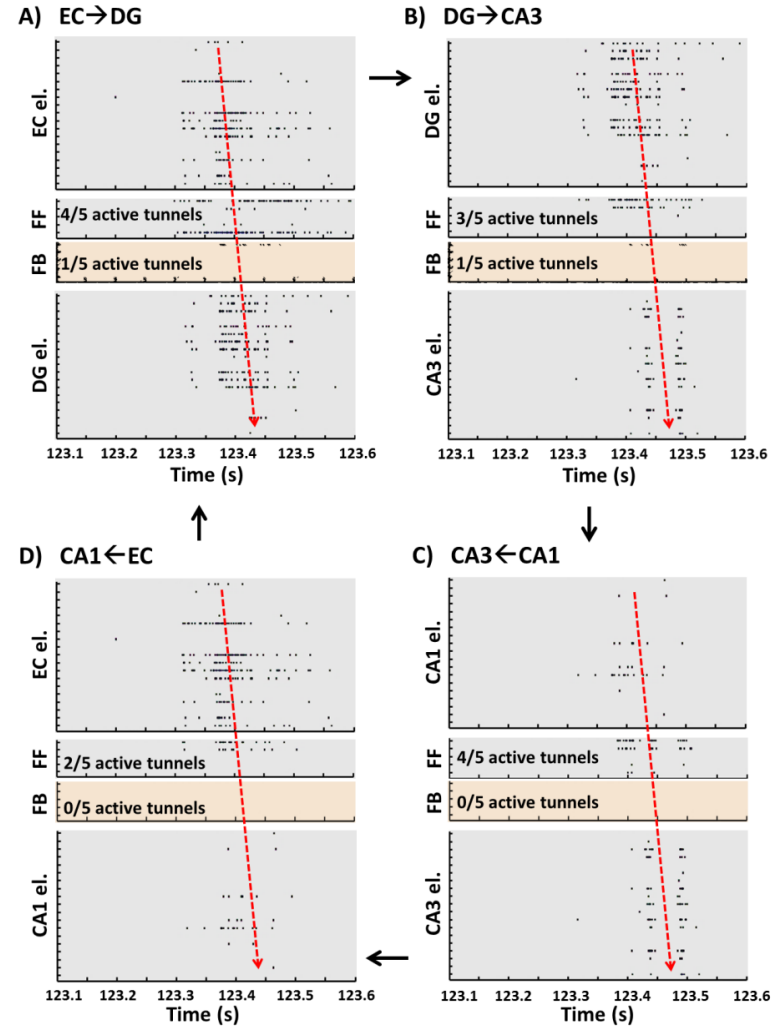 A) EC→DG
EC el.
FF
4/5 active tunnels
FB
1/5 active tunnels
DG el.
123.1 123.2 123.3 123.4 123.5 123.6
Time (s)
B) DG→CA3
DG el.
FF
3/5 active tunnels
FB
1/5 active tunnels
CA3 el.
123.1 123.2 123.3 123.4 123.5 123.6
Time (s)
D) CA1←EC
EC el.
FF
2/5 active tunnels
FB
0/5 active tunnels
CA1 el.
123.1 123.2 123.3 123.4 123.5 123.6
Time (s)
C) CA3←CA1
CA1 el.
FF
4/5 active tunnels
FB
0/5 active tunnels
CA3 el.
123.1 123.2 123.3 123.4 123.5 123.6
Time (s)